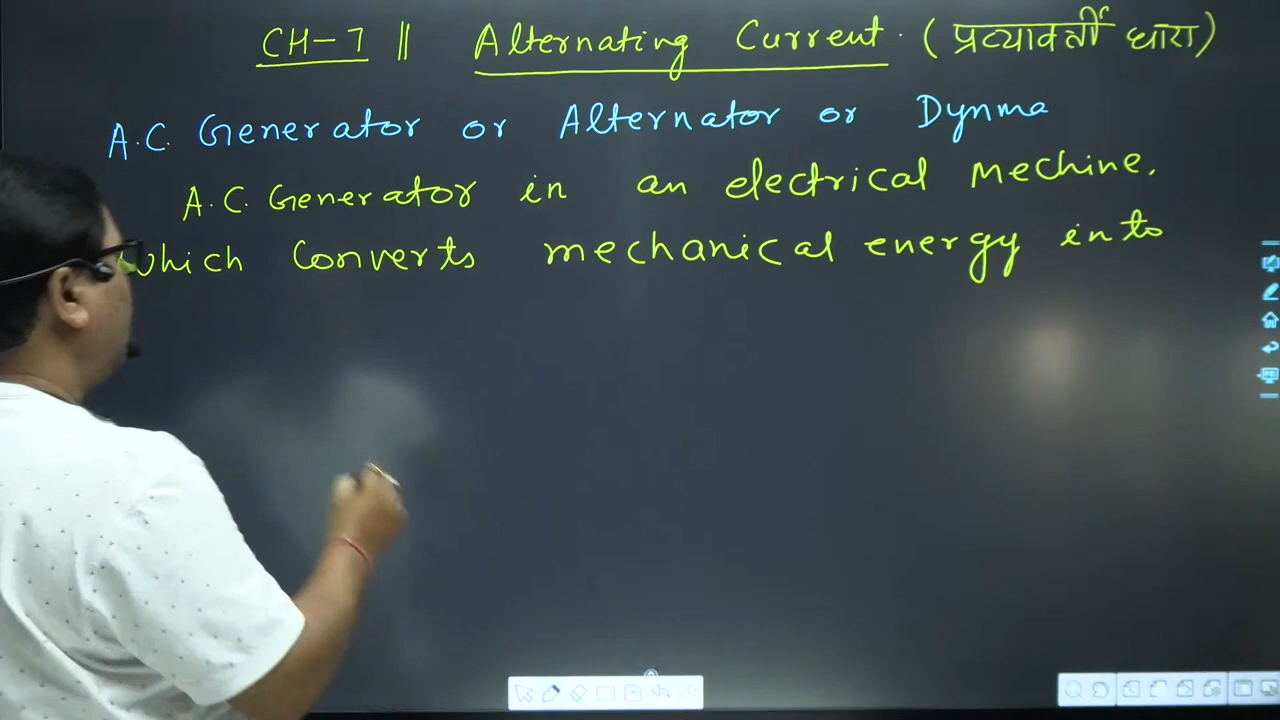 CH-7 || Alternating Current. (प्रत्यावर्ती धारा)
A.C. Generator or Alternator or Dynma
A.C. Generator in an electrical mechine.
which converts mechanical energy into